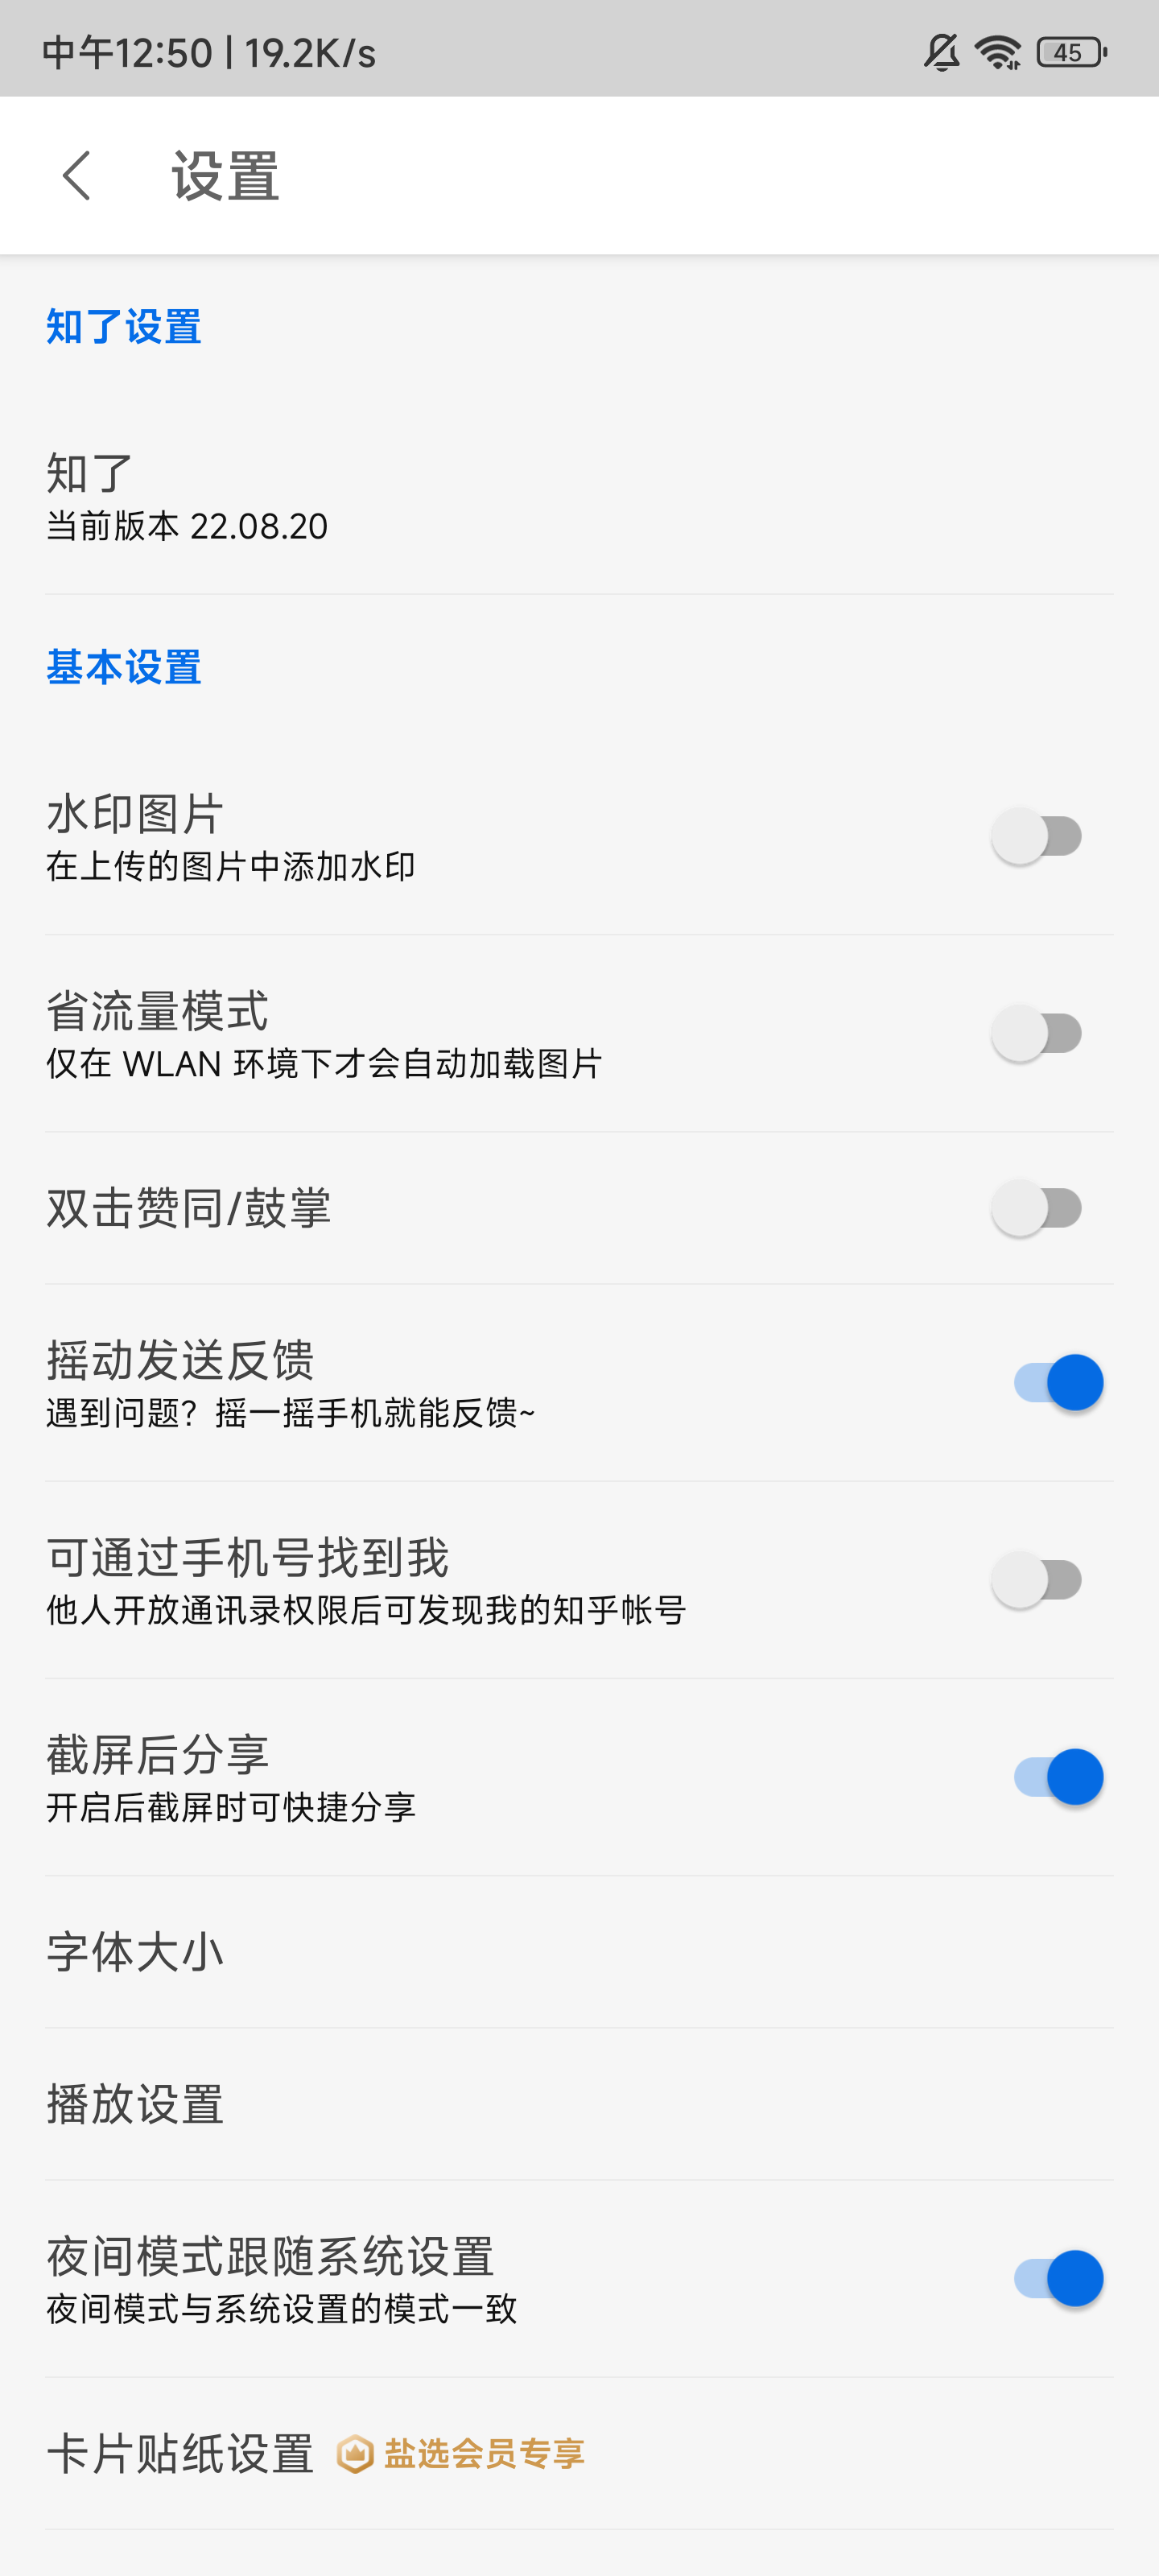 中午12:50 | 19.2K/s
45
设置
知了设置
知了
当前版本 22.08.20
基本设置
水印图片
在上传的图片中添加水印
省流量模式
仅在 WLAN 环境下才会自动加载图片
双击赞同/鼓掌
摇动发送反馈
遇到问题？摇一摇手机就能反馈~
可通过手机号找到我
他人开放通讯录权限后可发现我的知乎帐号
截屏后分享
开启后截屏时可快捷分享
字体大小
播放设置
夜间模式跟随系统设置
夜间模式与系统设置的模式一致
卡片贴纸设置 盐选会员专享